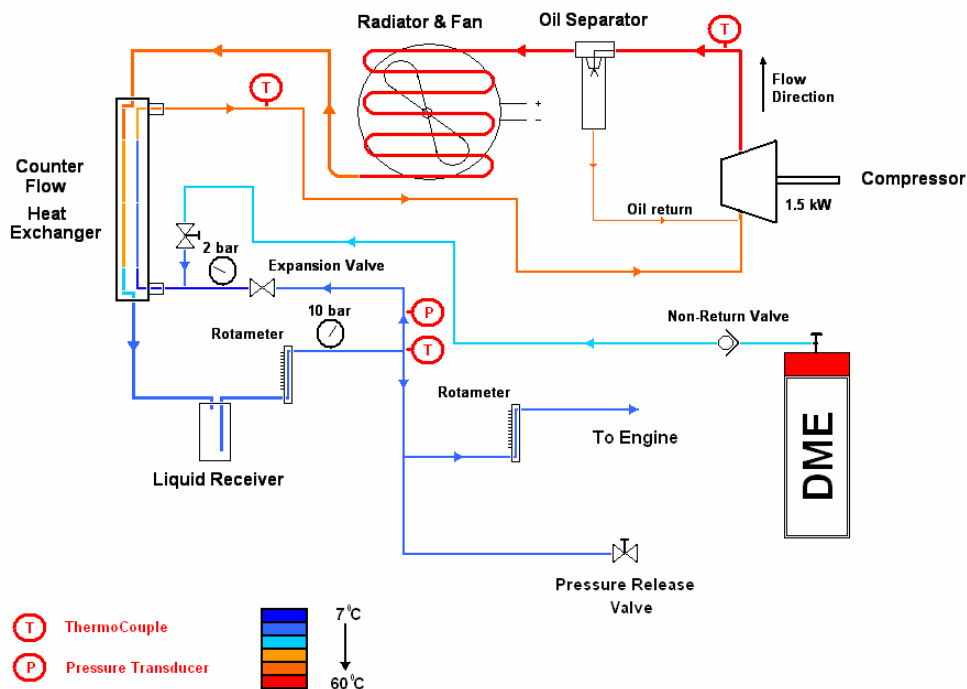 Radiator & Fan
Oil Separator
T
T
+
−
Flow
Direction
Counter
Flow
Heat
Exchanger
Compressor
1.5 kW
Oil return
2 bar
Expansion Valve
10 bar
P
Rotameter
T
Non-Return Valve
Rotameter
To Engine
DME
Liquid Receiver
Pressure Release
Valve
T ThermoCouple
P Pressure Transducer
7 ⁰C
60 ⁰C